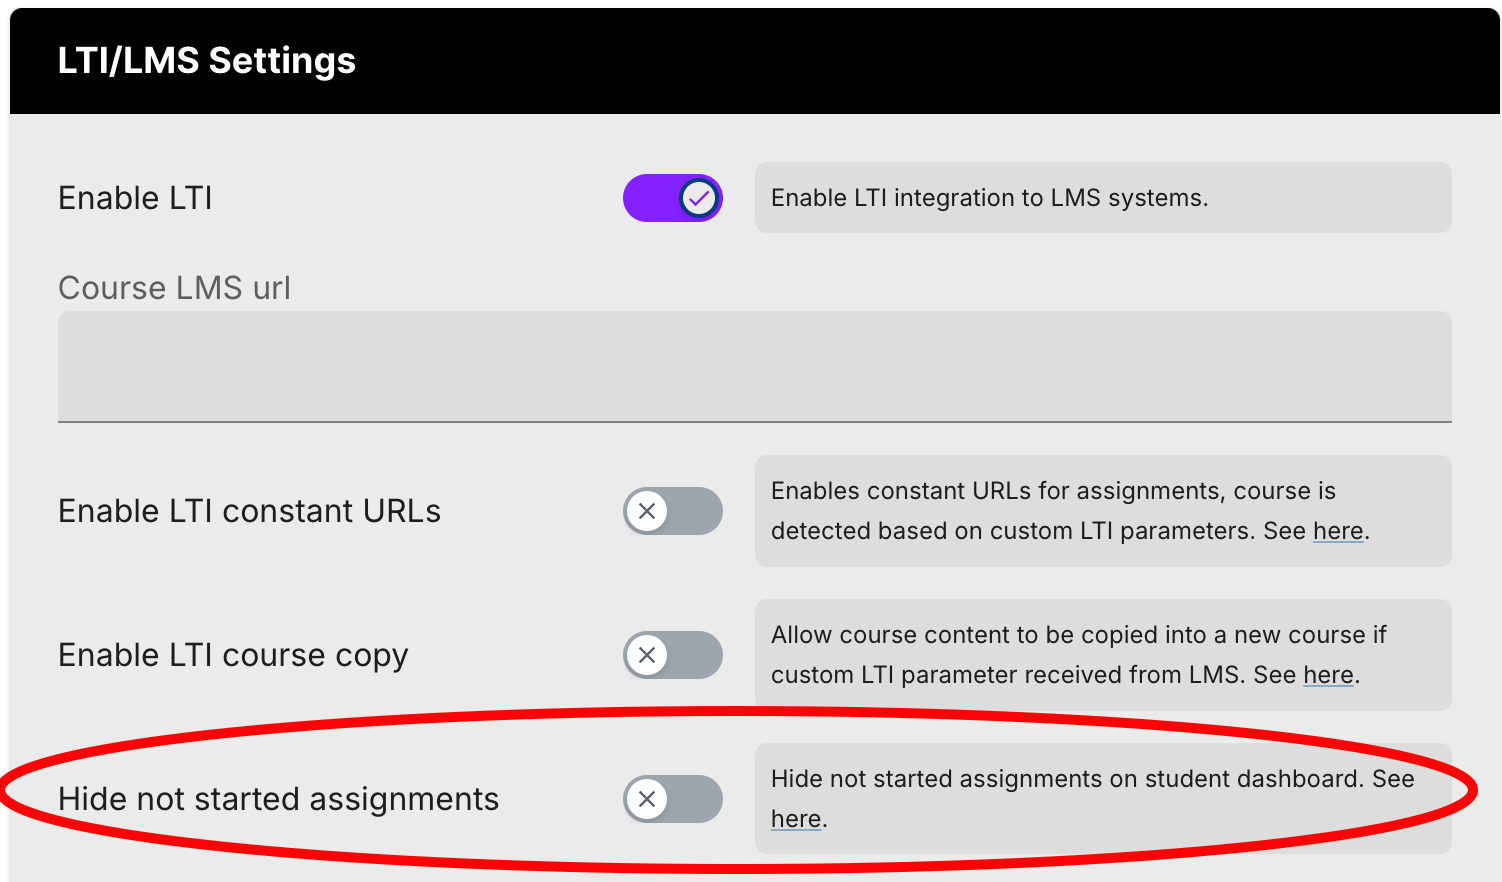 LTI/LMS Settings
Enable LTI
Enable LTI integration to LMS systems.
Course LMS url
Enable LTI constant URLs
Enables constant URLs for assignments, course is
detected based on custom LTI parameters. See here.
Enable LTI course copy
Allow course content to be copied into a new course if
custom LTI parameter received from LMS. See here.
Hide not started assignments
Hide not started assignments on student dashboard. See
here.